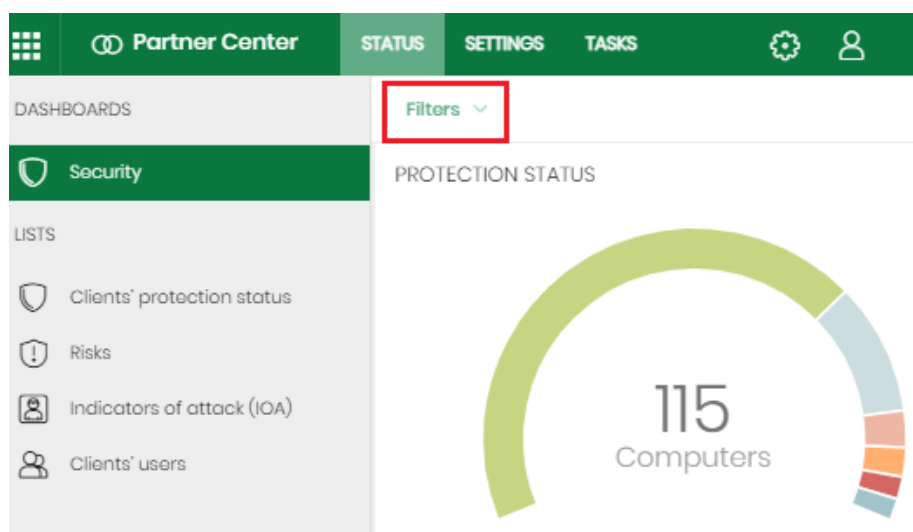 Partner Center STATUS SETTINGS TASKS
DASHBOARDS
Filters
Security
PROTECTION STATUS
LISTS
Clients' protection status
Risks
Indicators of attack (IOA)
Clients' users
115
Computers